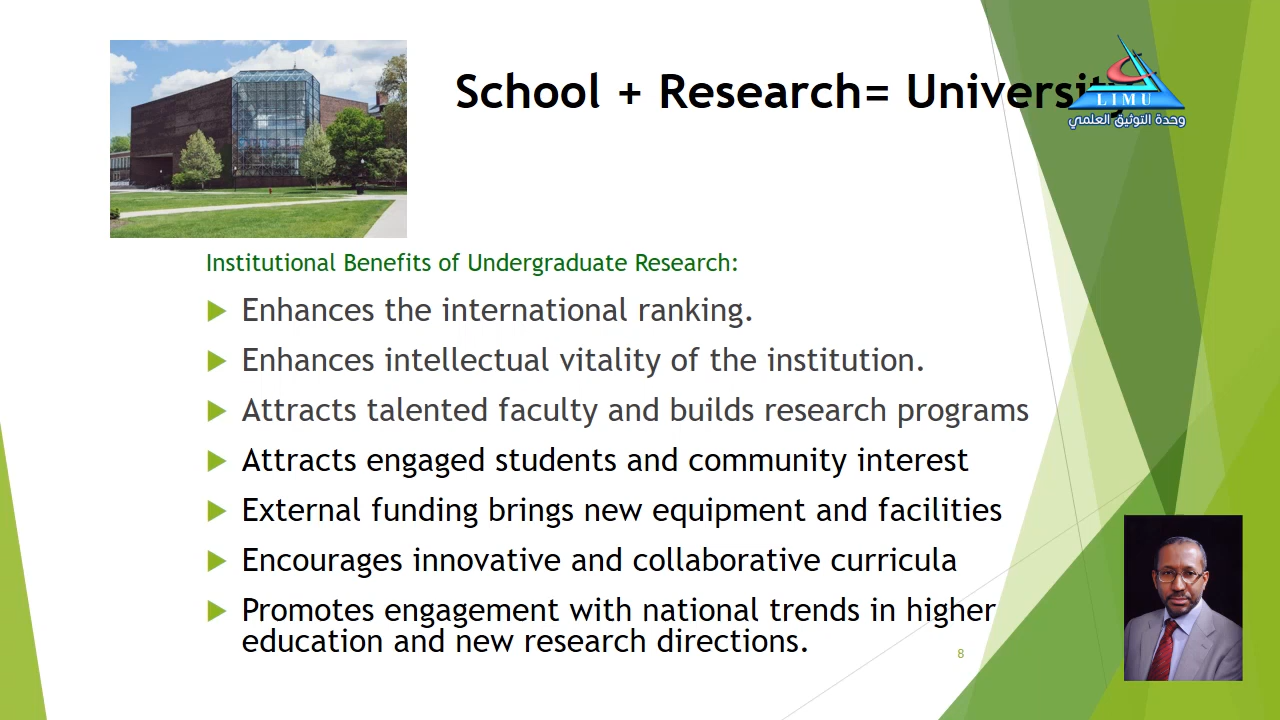 School + Research= University
LIMU
وحدة التوثيق العلمي
Institutional Benefits of Undergraduate Research:
Enhances the international ranking.
Enhances intellectual vitality of the institution.
Attracts talented faculty and builds research programs
Attracts engaged students and community interest
External funding brings new equipment and facilities
Encourages innovative and collaborative curricula
Promotes engagement with national trends in higher
education and new research directions.
8